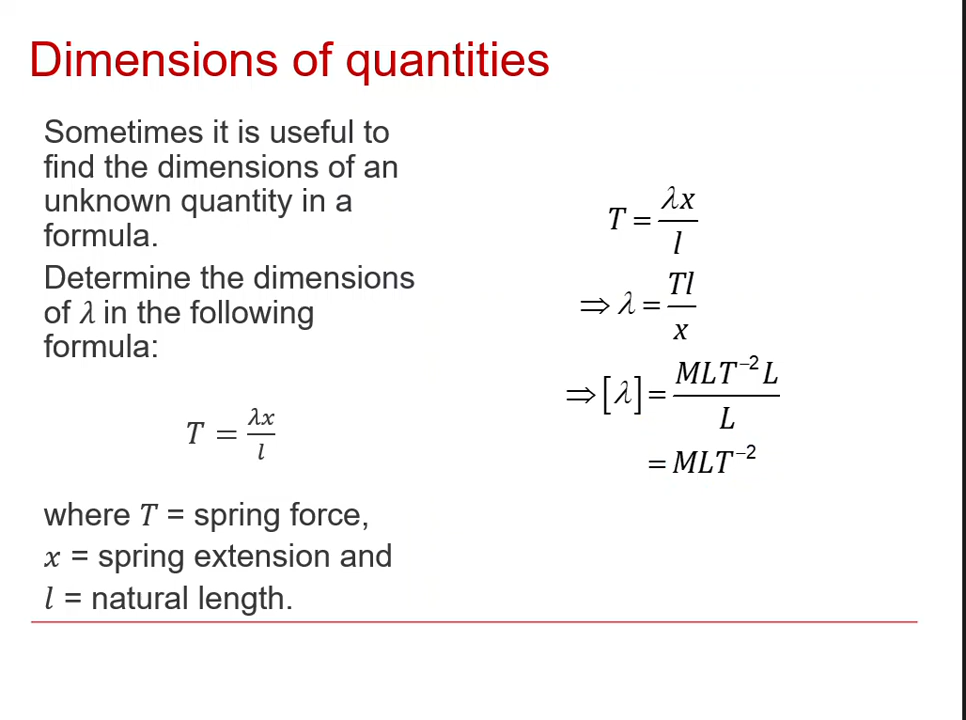 Dimensions of quantities
Sometimes it is useful to
find the dimensions of an
unknown quantity in a
formula.
Determine the dimensions
of λ in the following
formula:
T = λx/l
where T = spring force,
x = spring extension and
l = natural length.
T = λx/l
⇒ λ = Tl/x
⇒ [λ] = MLT⁻²L/L
= MLT⁻²